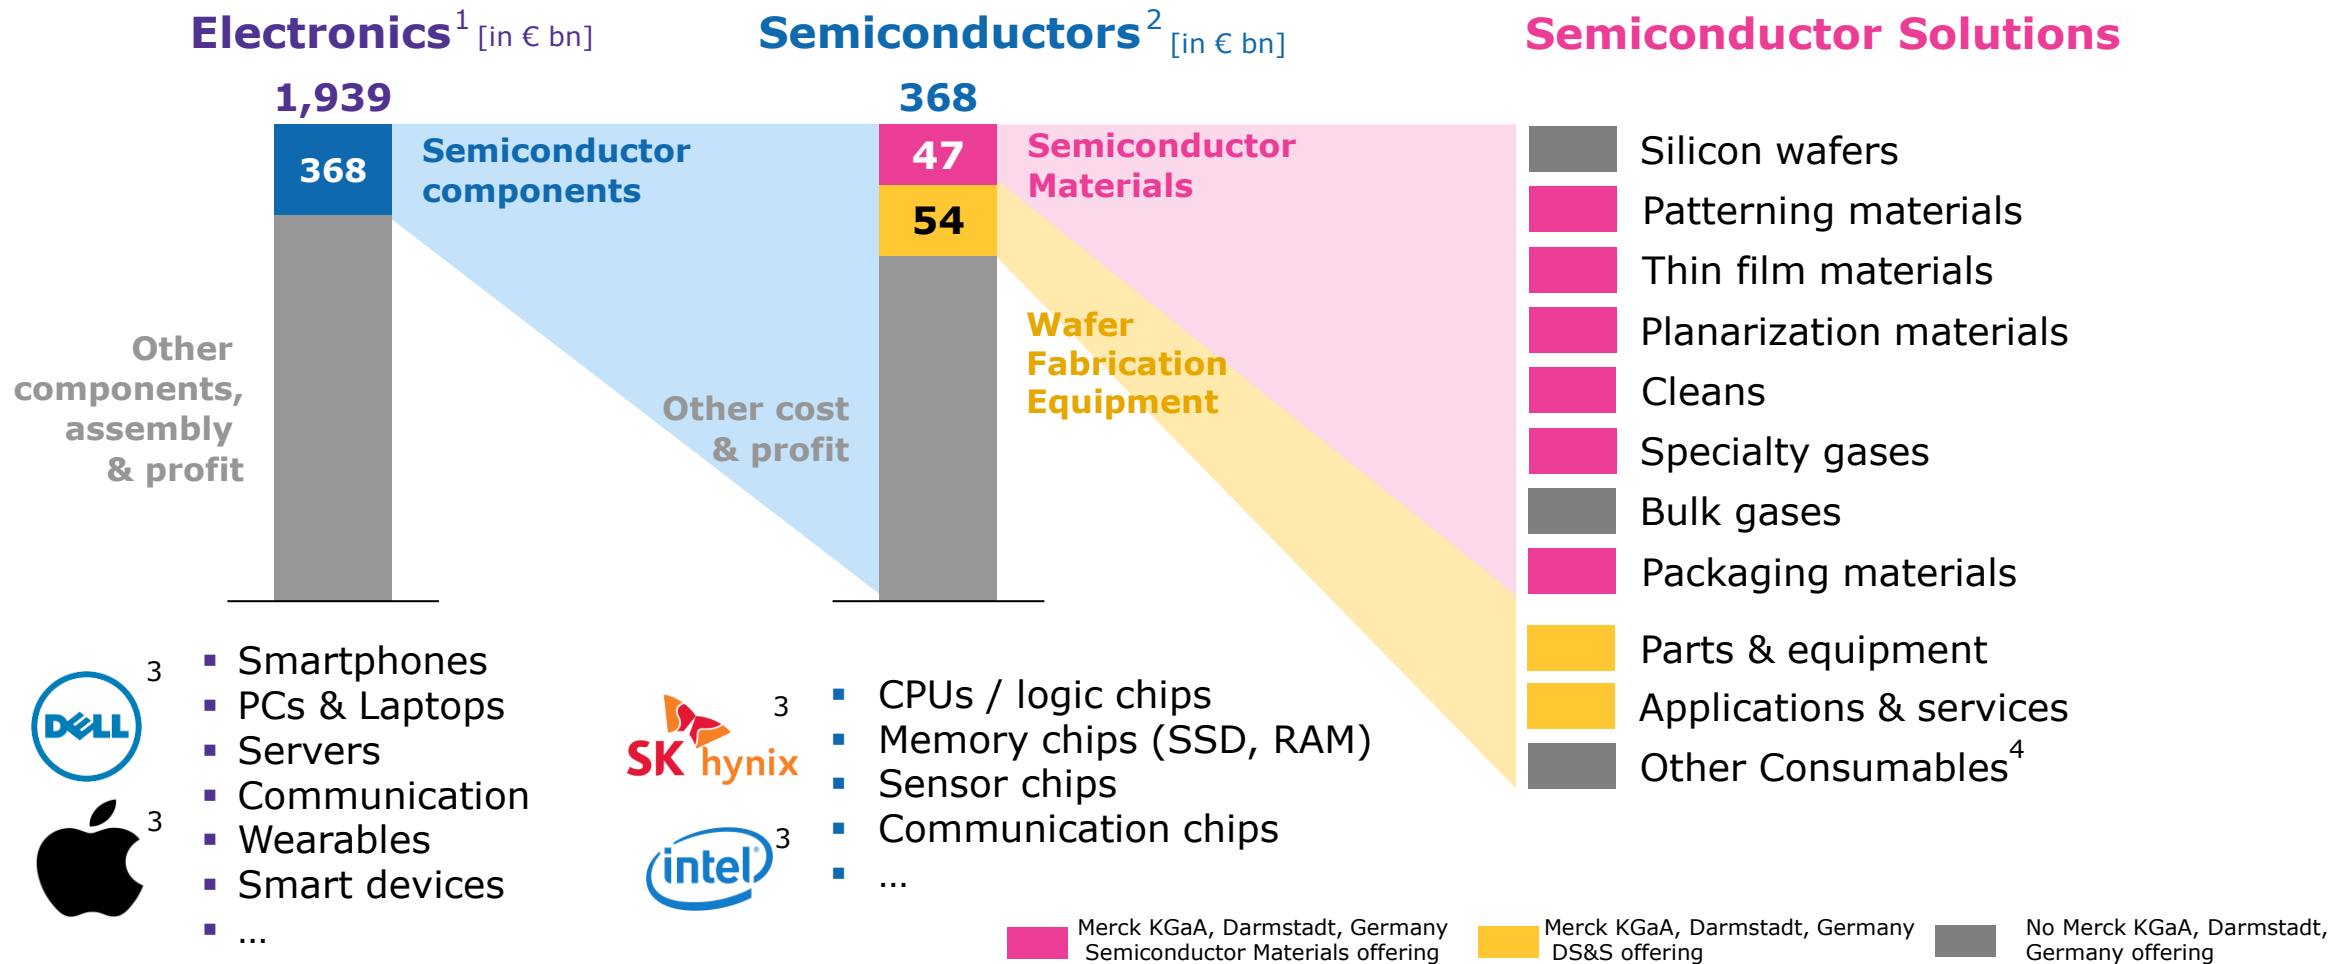 Electronics1 [in € bn]
1,939
368
Semiconductor
components
Other
components,
assembly
& profit
Semiconductors2 [in € bn]
368
47
54
Semiconductor
Materials
Wafer
Fabrication
Equipment
Other cost
& profit
Semiconductor Solutions
Silicon wafers
Patterning materials
Thin film materials
Planarization materials
Cleans
Specialty gases
Bulk gases
Packaging materials
Parts & equipment
Applications & services
Other Consumables4
DELL 3
3
▪ Smartphones
▪ PCs & Laptops
▪ Servers
▪ Communication
▪ Wearables
▪ Smart devices
▪ …
SK hynix 3
intel® 3
▪ CPUs / logic chips
▪ Memory chips (SSD, RAM)
▪ Sensor chips
▪ Communication chips
▪ …
Merck KGaA, Darmstadt, Germany
Semiconductor Materials offering
Merck KGaA, Darmstadt, Germany
DS&S offering
No Merck KGaA, Darmstadt,
Germany offering